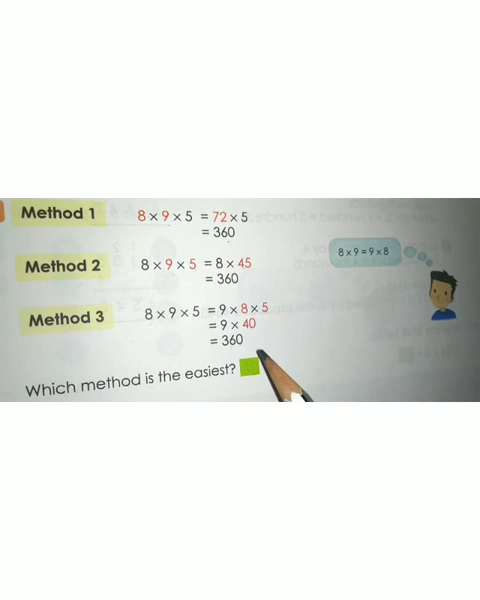 Method 1 8 × 9 × 5 = 72 × 5
= 360
8 × 9 = 9 × 8
Method 2 8 × 9 × 5 = 8 × 45
= 360
Method 3 8 × 9 × 5 = 9 × 8 × 5
= 9 × 40
= 360
Which method is the easiest?